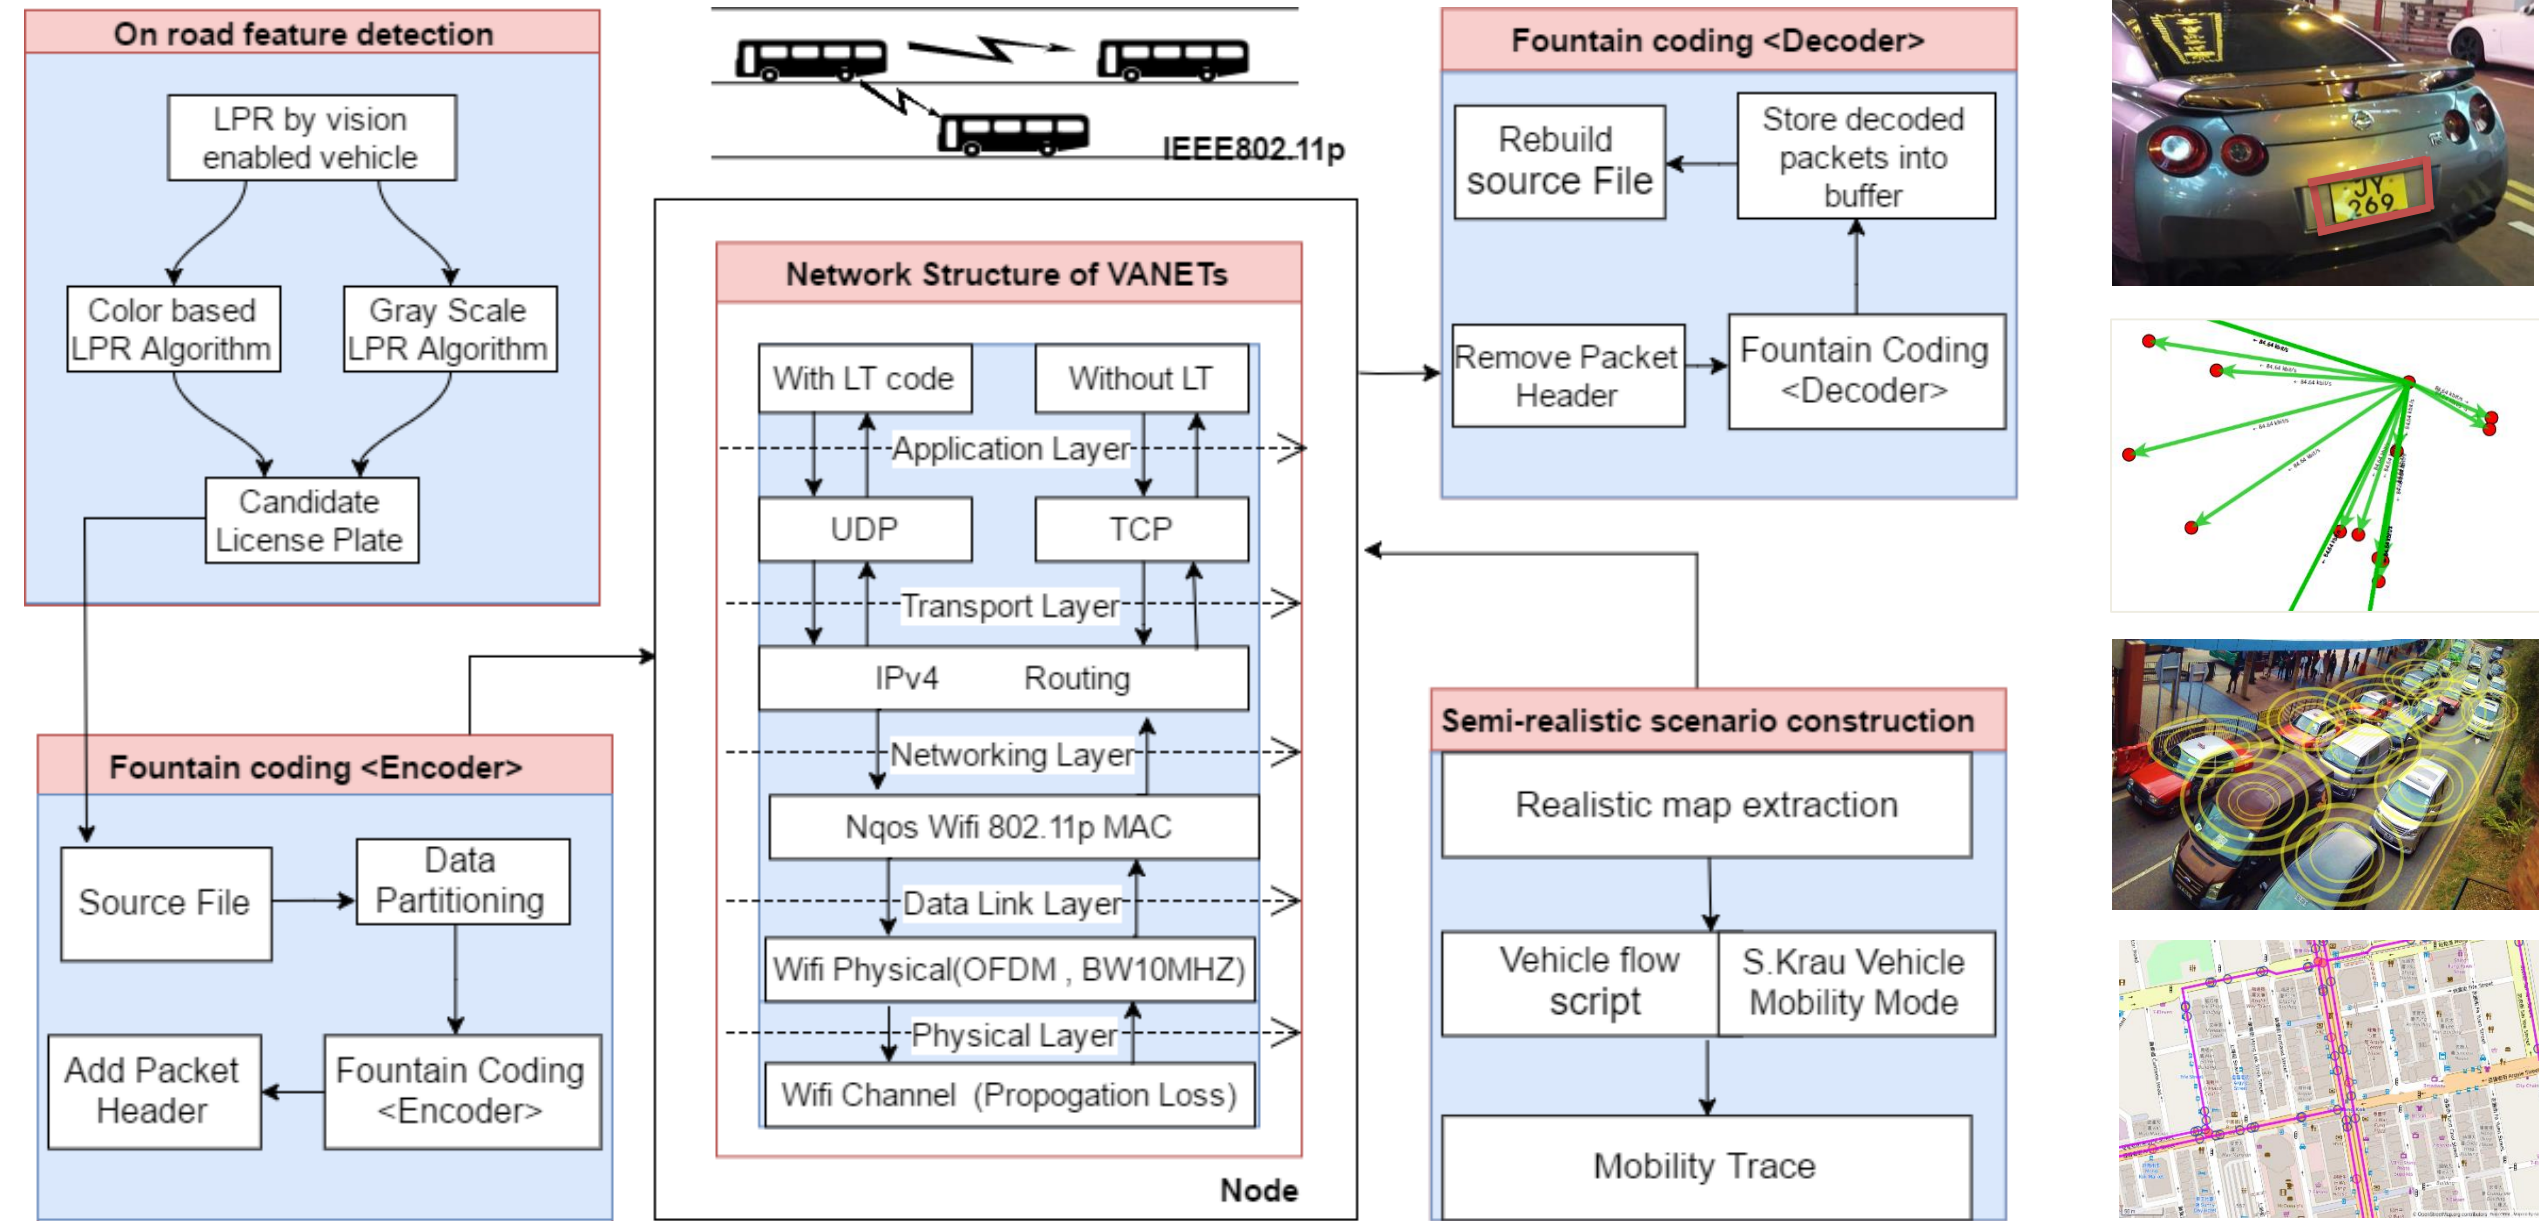 On road feature detection
LPR by vision
enabled vehicle
Color based
LPR Algorithm
Gray Scale
LPR Algorithm
Candidate
License Plate
Fountain coding <Encoder>
Source File
Data
Partitioning
Fountain Coding
<Encoder>
Add Packet
Header
IEEE802.11p
Network Structure of VANETs
With LT code
Without LT
Application Layer
UDP
TCP
Transport Layer
IPv4 Routing
Networking Layer
Nqos Wifi 802.11p MAC
Data Link Layer
Wifi Physical(OFDM , BW10MHZ)
Physical Layer
Wifi Channel (Propogation Loss)
Node
Fountain coding <Decoder>
Rebuild
source File
Store decoded
packets into
buffer
Remove Packet
Header
Fountain Coding
<Decoder>
Semi-realistic scenario construction
Realistic map extraction
Vehicle flow
script
S.Krau Vehicle
Mobility Mode
Mobility Trace
JY
269